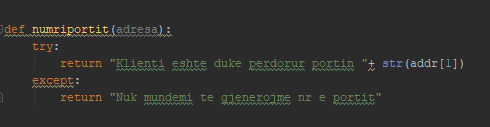 def numriportit(adresa):
try:
return "Klienti eshte duke perdorur portin "+ str(addr[1])
except:
return "Nuk mundemi te gjenerojme nr e portit"